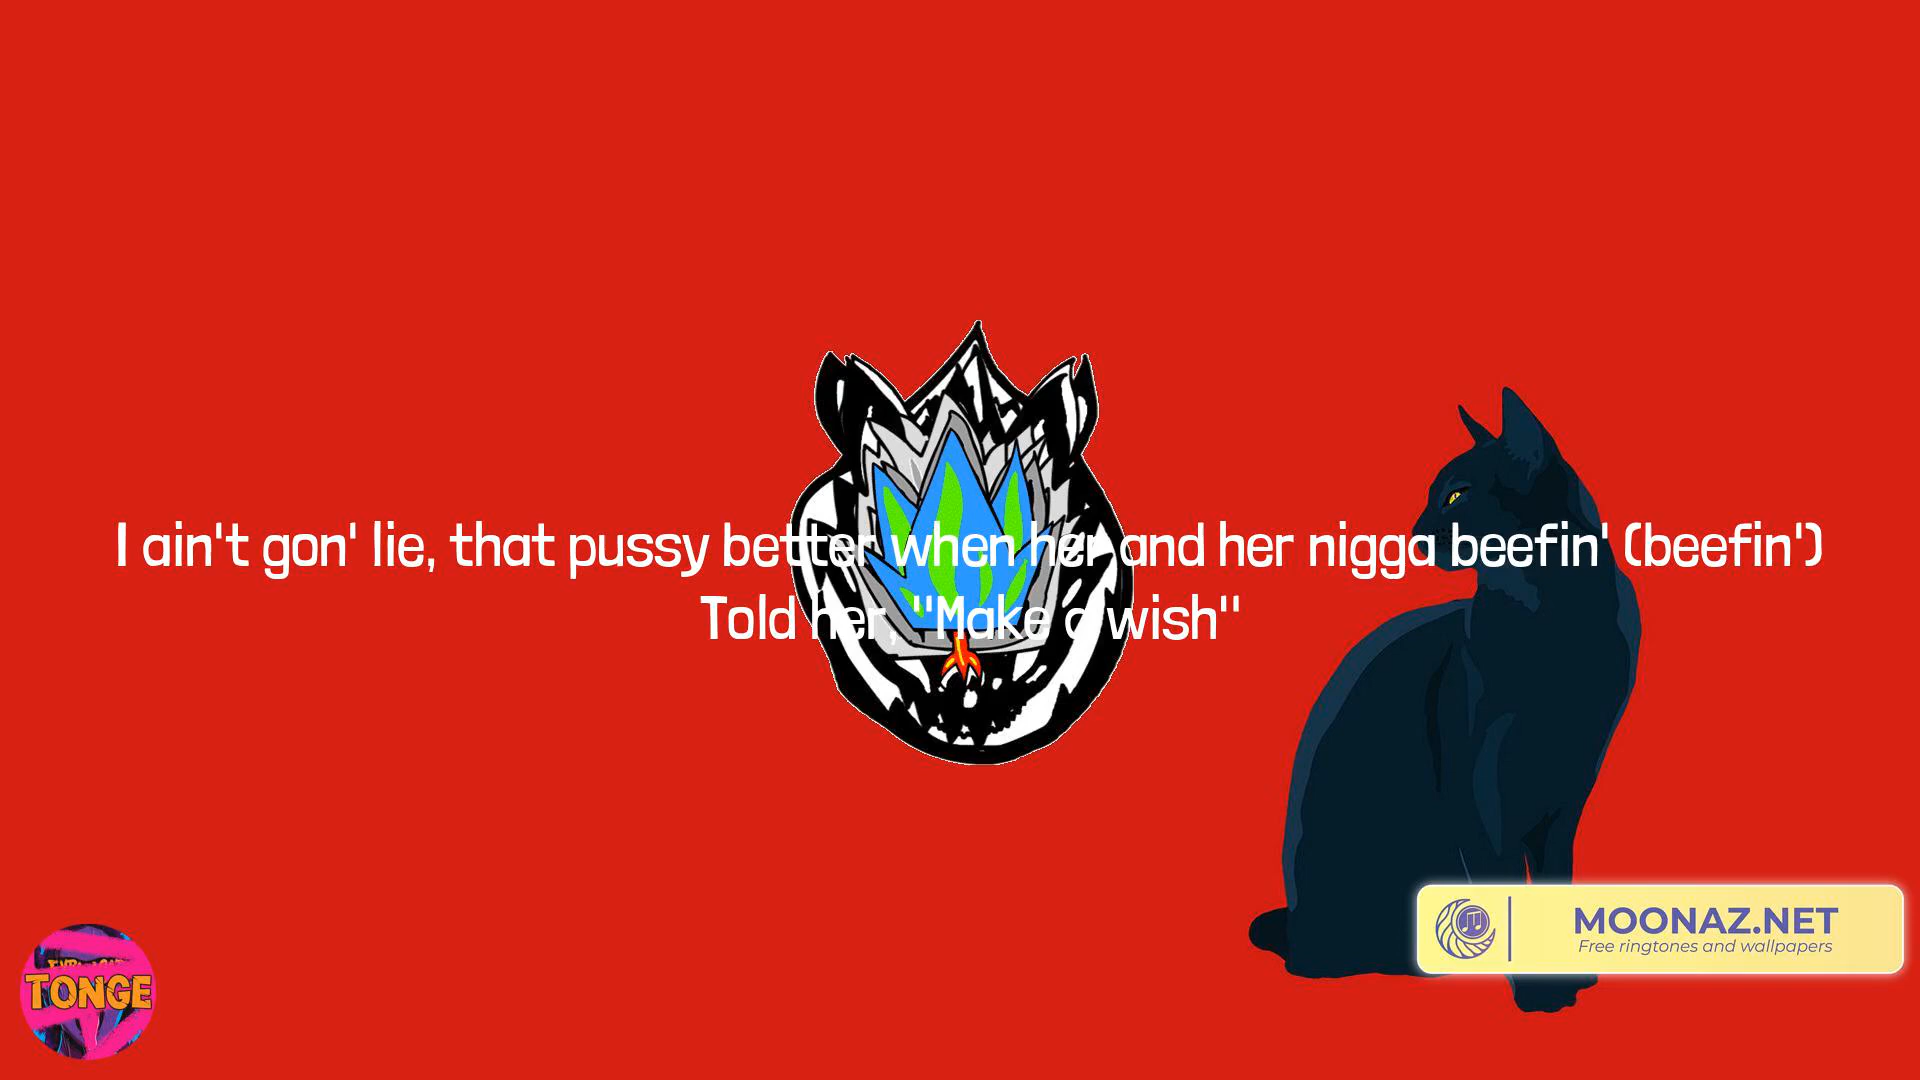 I ain't gon' lie, that pussy better when her and her nigga beefin' (beefin')
Told her, "Make a wish"
MOONAZ.NET
Free ringtones and wallpapers
TONGE